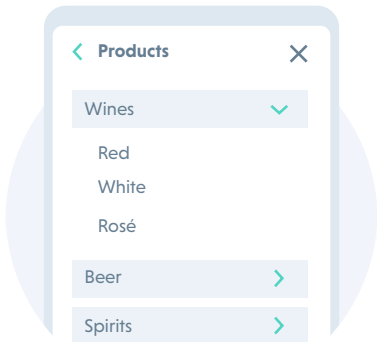 Products
Wines
Red
White
Rosé
Beer
Spirits